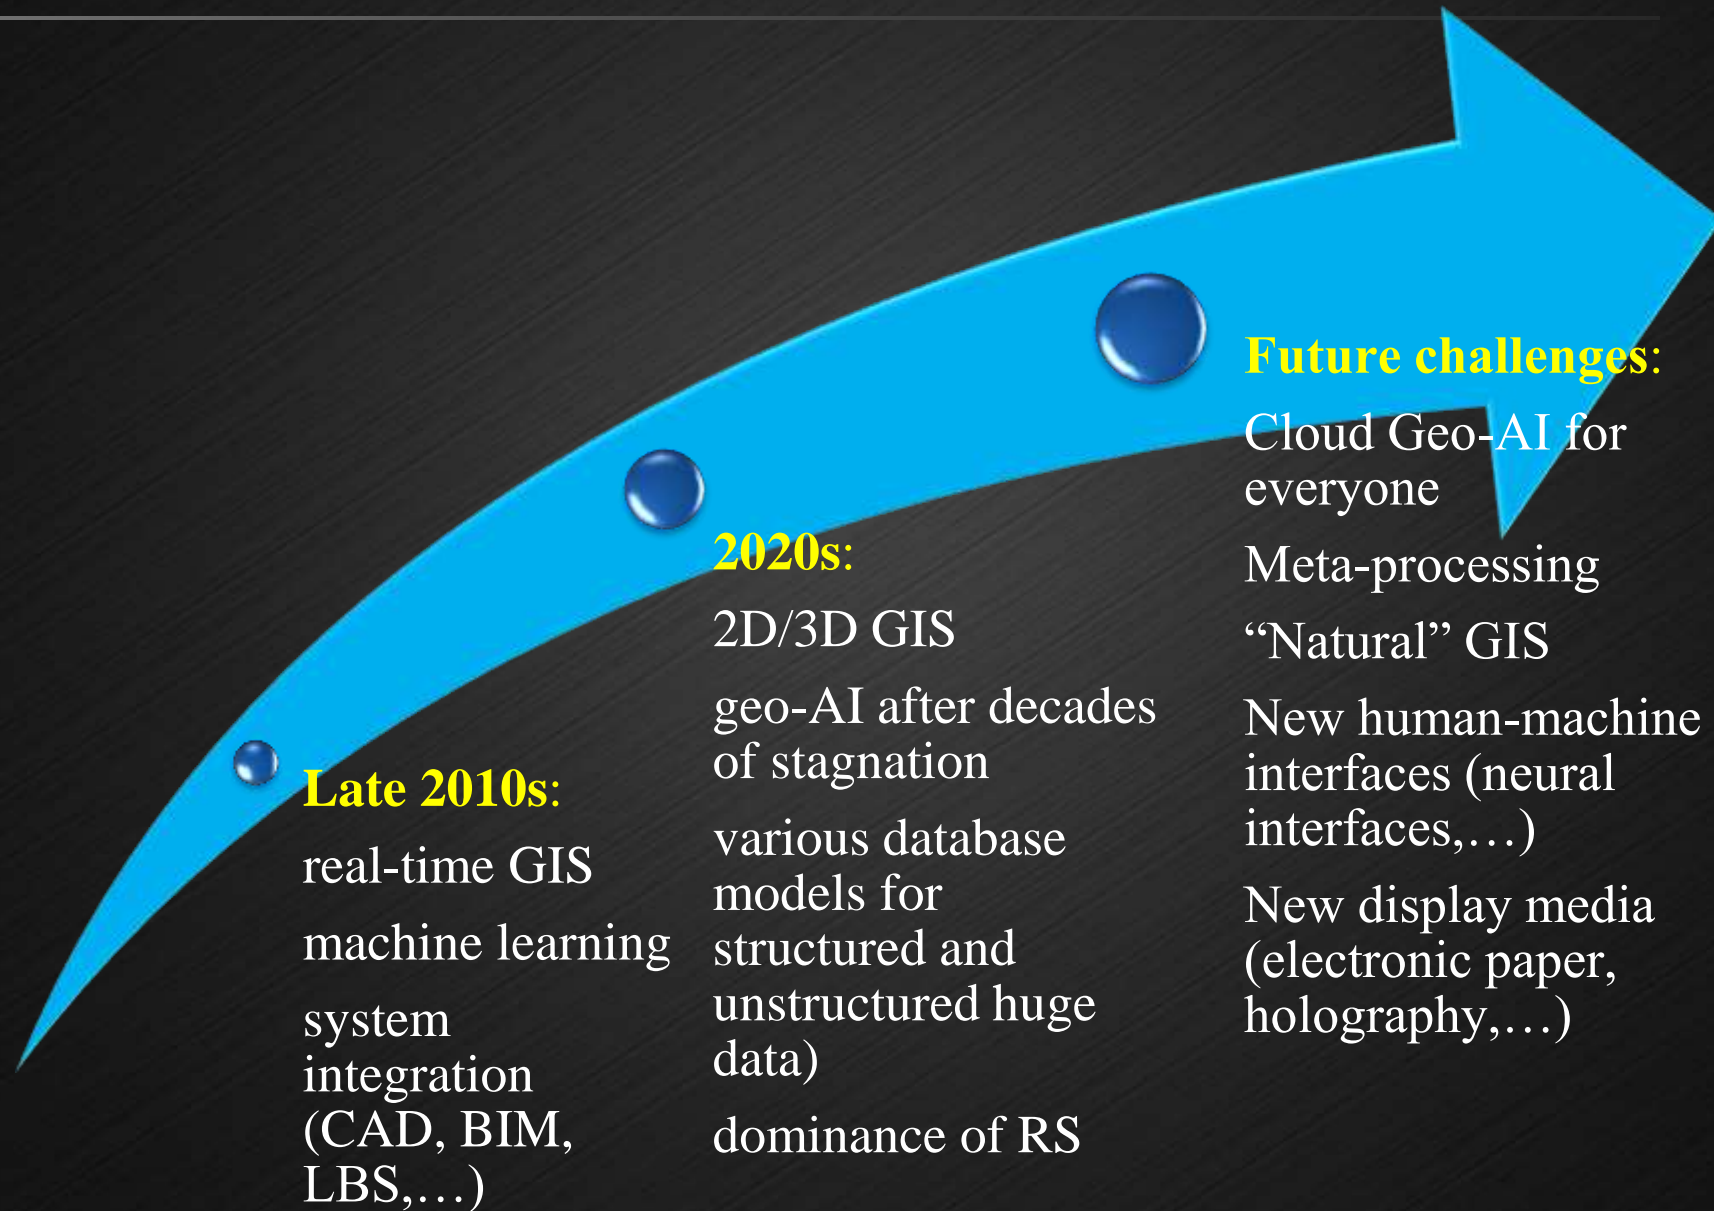 Late 2010s:
real-time GIS
machine learning
system
integration
(CAD, BIM,
LBS,…)
2020s:
2D/3D GIS
geo-AI after decades
of stagnation
various database
models for
structured and
unstructured huge
data)
dominance of RS
Future challenges:
Cloud Geo-AI for
everyone
Meta-processing
“Natural” GIS
New human-machine
interfaces (neural
interfaces,…)
New display media
(electronic paper,
holography,…)